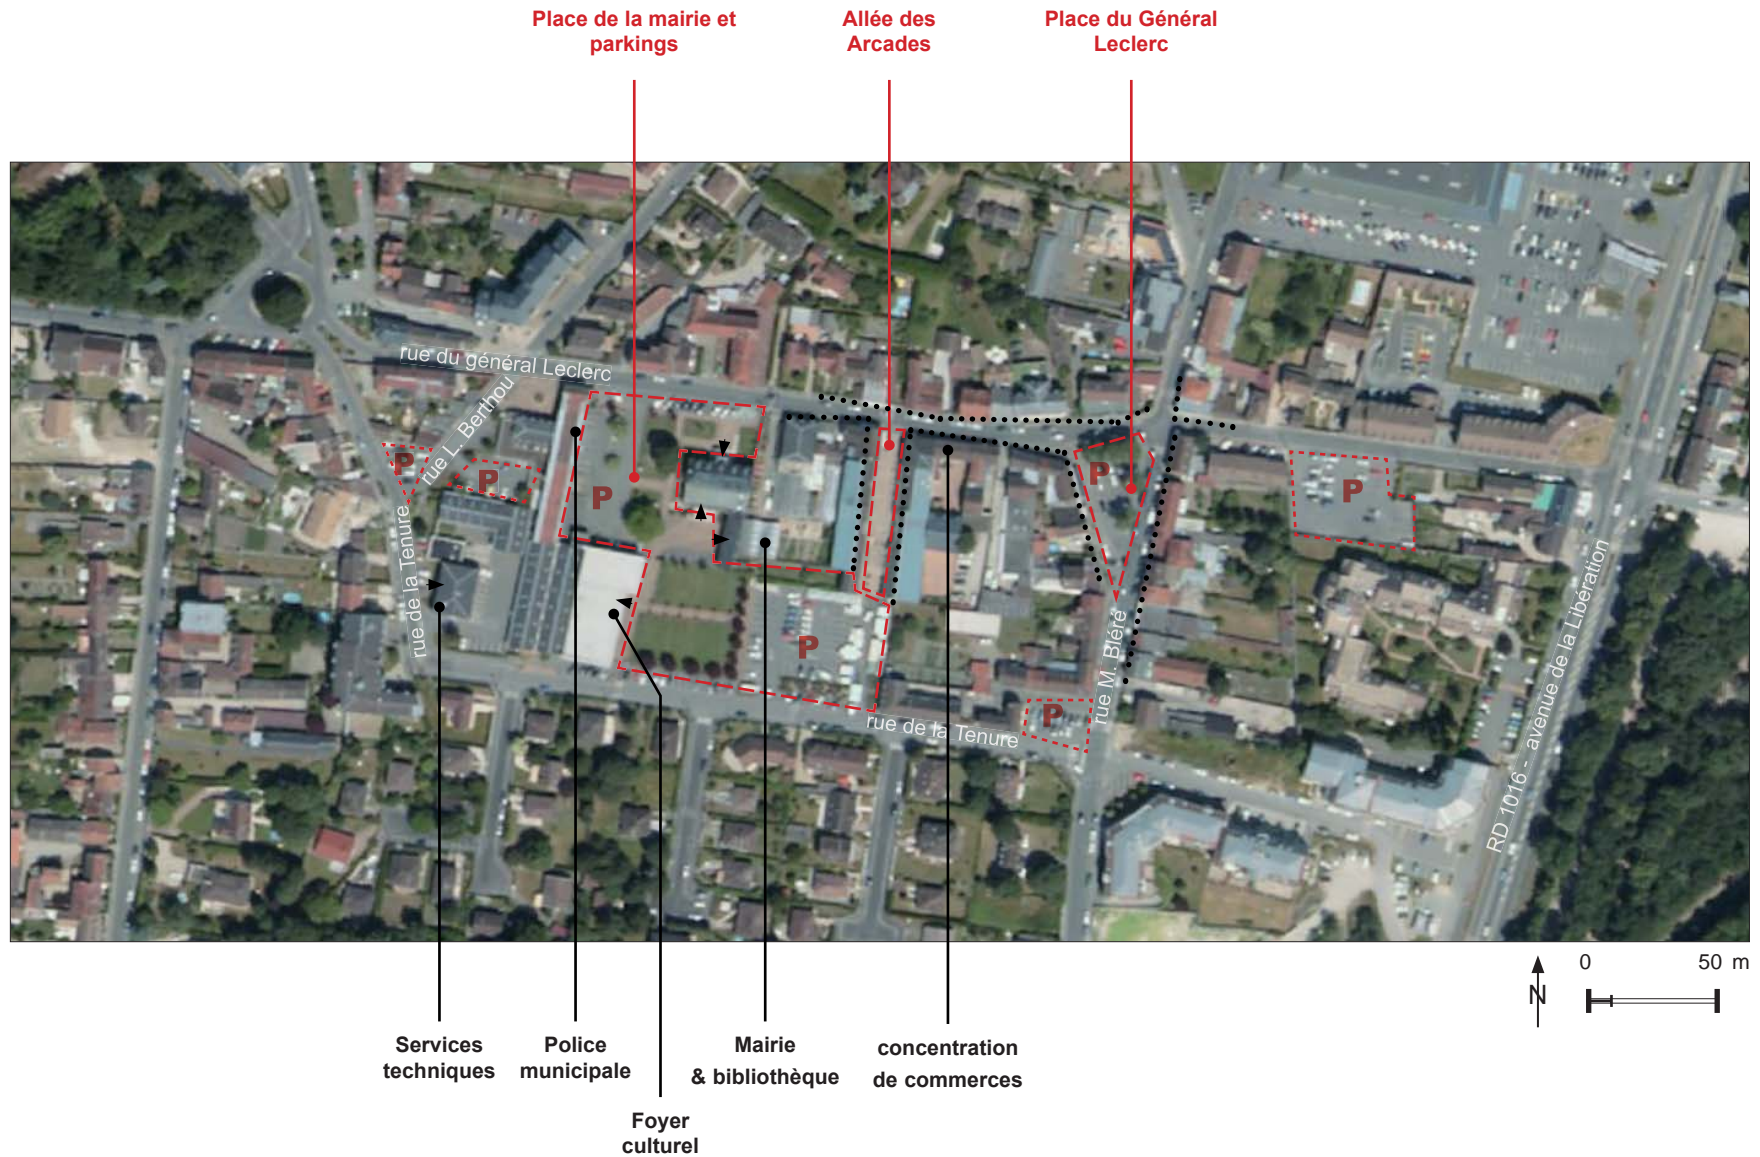 Place de la mairie et
parkings
Allée des
Arcades
Place du Général
Leclerc
rue du général Leclerc
rue L. Berthou
P
P
P
P
P
rue de la Tenure
P
rue M. Bléré
P
rue de la Tenure
RD 1016 - avenue de la Libération
0 50 m
N
Services
techniques
Police
municipale
Mairie
& bibliothèque
concentration
de commerces
Foyer
culturel